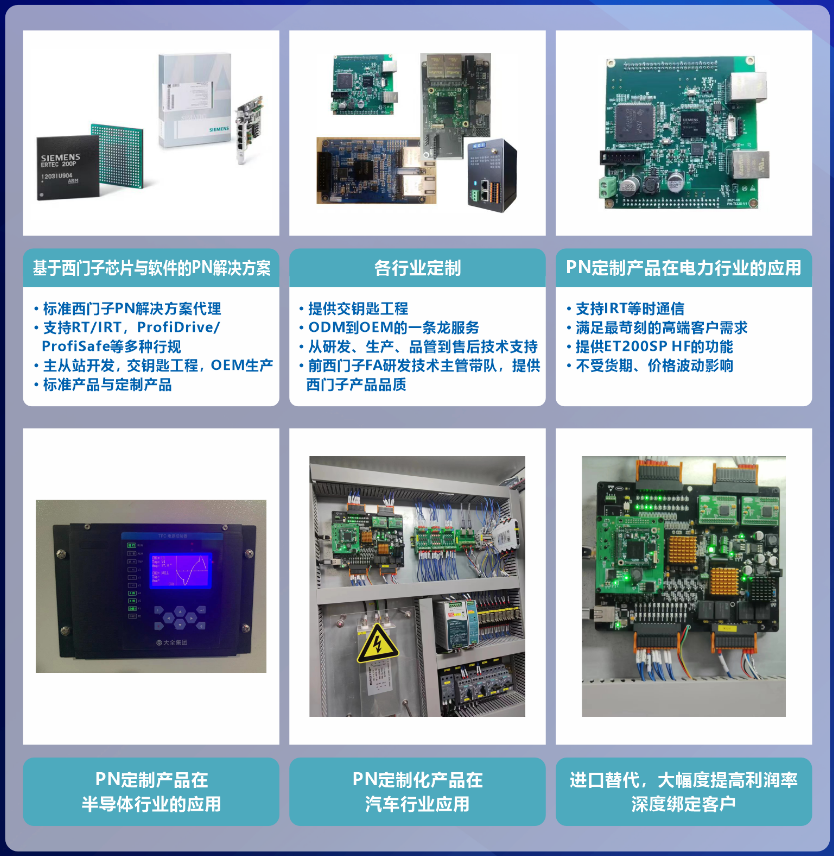 SIEMENS
SIEMENS
ERTEC 200P
基于西门子芯片与软件的PN解决方案
• 标准西门子PN解决方案代理
• 支持RT/IRT，ProfiDrive/
ProfiSafe等多种行规
• 主从站开发，交钥匙工程，OEM生产
• 标准产品与定制产品
各行业定制
• 提供交钥匙工程
• ODM到OEM的一条龙服务
• 从研发、生产、品管到售后技术支持
• 前西门子FA研发技术主管带队，提供
西门子产品品质
PN定制产品在电力行业的应用
• 支持IRT等时通信
• 满足最苛刻的高端客户需求
• 提供ET200SP HF的功能
• 不受货期、价格波动影响
大全集团
PN定制产品在
半导体行业的应用
PN定制化产品在
汽车行业应用
进口替代，大幅度提高利润率
深度绑定客户